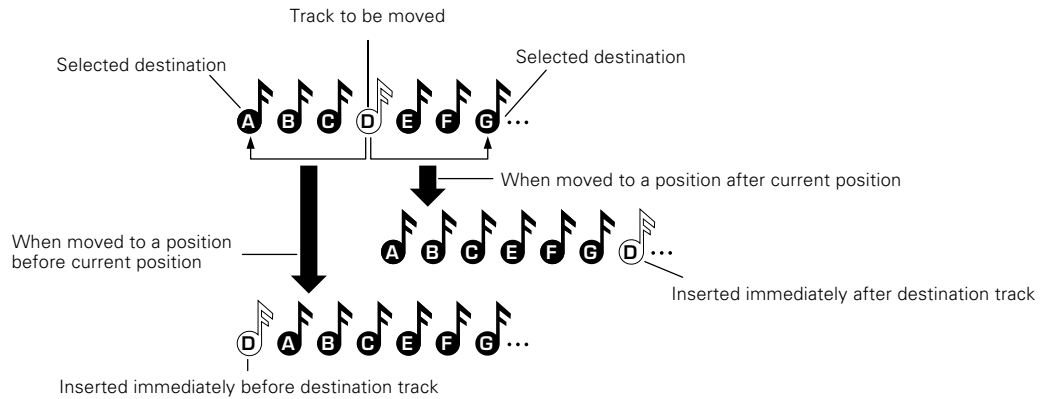 Track to be moved
Selected destination
Selected destination
A B C D E F G ...
When moved to a position after current position
A B C E F G D ...
When moved to a position
before current position
Inserted immediately after destination track
D A B C E F G ...
Inserted immediately before destination track